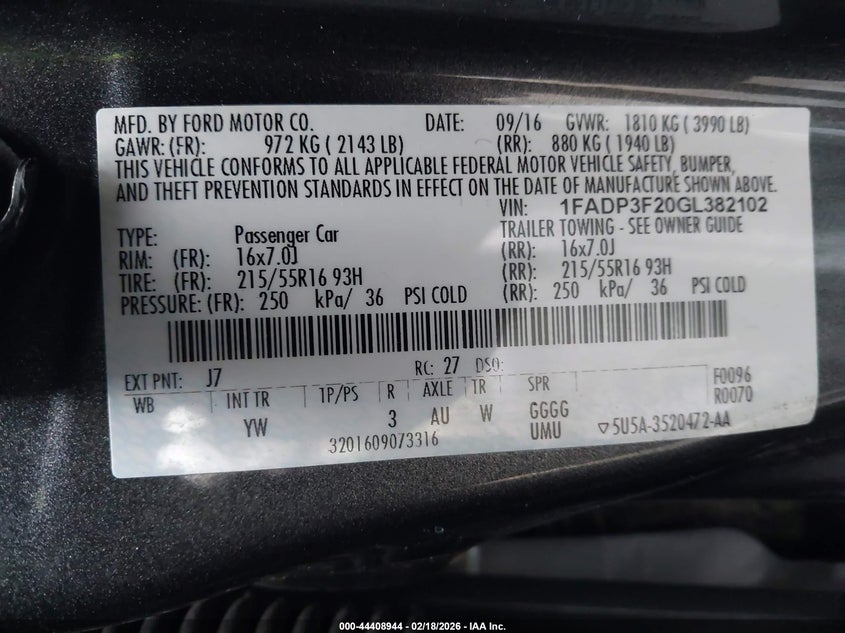 MFD. BY FORD MOTOR CO. DATE: 09/16 GVWR: 1810 KG ( 3990 LB)
GAWR: (FR): 972 KG ( 2143 LB) (RR): 880 KG ( 1940 LB)
THIS VEHICLE CONFORMS TO ALL APPLICABLE FEDERAL MOTOR VEHICLE SAFETY, BUMPER,
AND THEFT PREVENTION STANDARDS IN EFFECT ON THE DATE OF MANUFACTURE SHOWN ABOVE.
VIN: 1FADP3F20GL382102
TYPE: Passenger Car TRAILER TOWING - SEE OWNER GUIDE
RIM: (FR): 16x7.0J (RR): 16x7.0J
TIRE: (FR): 215/55R16 93H (RR): 215/55R16 93H
PRESSURE: (FR): 250 kPa/ 36 PSI COLD (RR): 250 kPa/ 36 PSI COLD
EXT PNT: J7 RC: 27 DSO: F0096
WB INT TR TP/PS R AXLE TR SPR R0070
YW 3 AU W GGGG
3201609073316 UMU ▽5U5A-3520472-AA
000-44408944 - 02/18/2026 - IAA Inc.